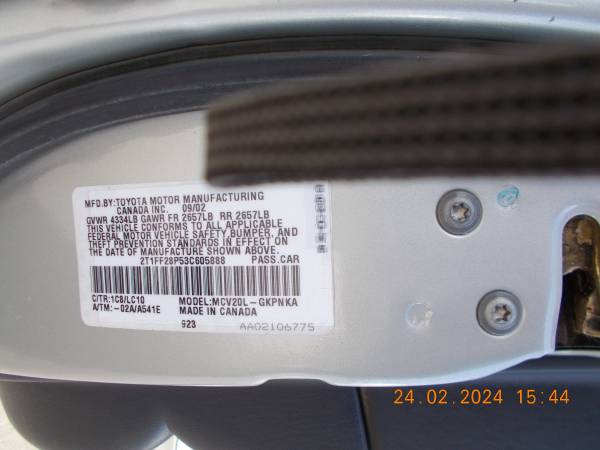 MFD.BY:TOYOTA MOTOR MANUFACTURING
CANADA INC. 09/02
GVWR 4334LB GAWR FR 2657LB RR 2657LB
THIS VEHICLE CONFORMS TO ALL APPLICABLE
FEDERAL MOTOR VEHICLE SAFETY, BUMPER, AND
THEFT PREVENTION STANDARDS IN EFFECT ON
THE DATE OF MANUFACTURE SHOWN ABOVE.
2T1FF28P53C605888 PASS.CAR
C/TR:1C8/LC10 MODEL:MCV20L-GKPNKA
A/TM:-02A/A541E MADE IN CANADA
923 AA02106775
24.02.2024 15:44